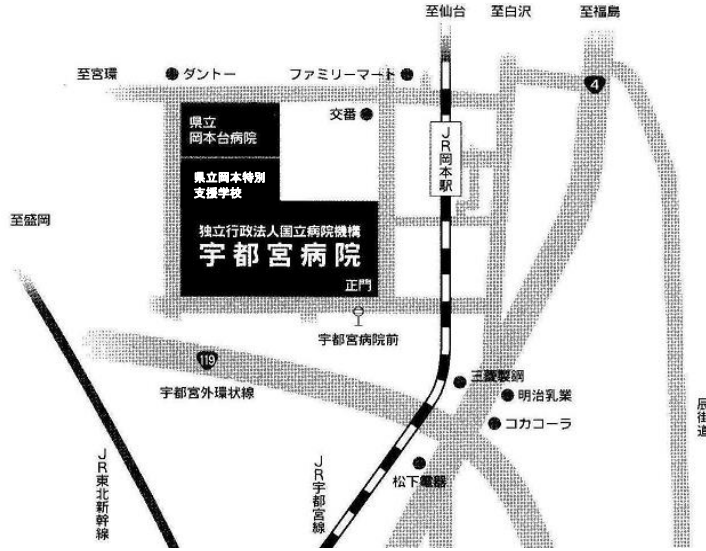 至仙台
至白沢
至福島
至宮環
ダントー
ファミリーマート
4
交番
県立
岡本台病院
JR岡本駅
県立岡本特別
支援学校
至盛岡
独立行政法人国立病院機構
宇都宮病院
正門
宇都宮病院前
119
三菱製鋼
宇都宮外環状線
明治乳業
コカコーラ
辰街道
JR東北新幹線
JR宇都宮線
松下電器